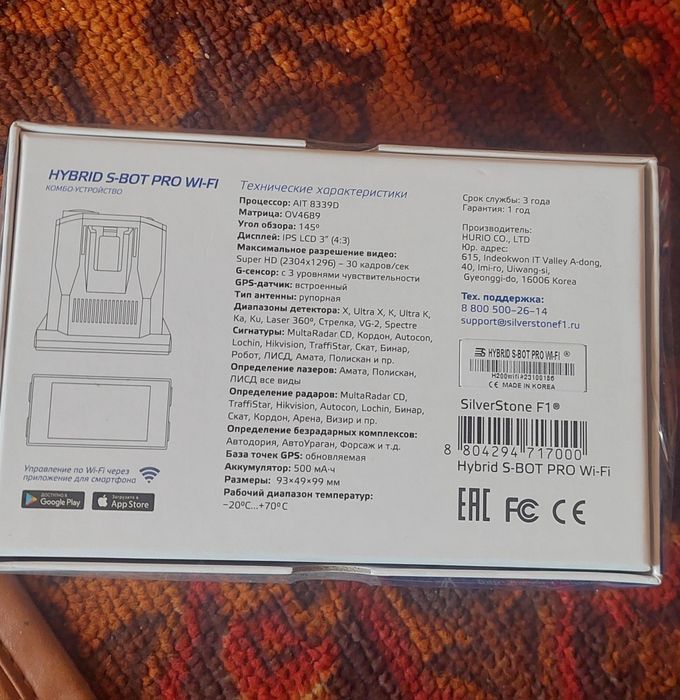 HYBRID S-BOT PRO WI-FI
КОМБО-УСТРОЙСТВО
Управление по Wi-Fi через
приложение для смартфона
ДОСТУПНО В
Google Play
Загрузите в
App Store
Технические характеристики
Процессор: AIT 8339D
Матрица: OV4689
Угол обзора: 145°
Дисплей: IPS LCD 3" (4:3)
Максимальное разрешение видео:
Super HD (2304x1296) – 30 кадров/сек
G-сенсор: с 3 уровнями чувствительности
GPS-датчик: встроенный
Тип антенны: рупорная
Диапазоны детектора: X, Ultra X, K, Ultra K,
Ka, Ku, Laser 360°, Стрелка, VG-2, Spectre
Сигнатуры: MultaRadar CD, Кордон, Autocon,
Lochin, Hikvision, TraffiStar, Скат, Бинар,
Робот, ЛИСД, Амата, Полискан и пр.
Определение лазеров: Амата, Полискан,
ЛИСД все виды
Определение радаров: MultaRadar CD,
TraffiStar, Hikvision, Autocon, Lochin, Бинар,
Скат, Кордон, Арена, Визир и пр.
Определение безрадарных комплексов:
Автодория, АвтоУраган, Форсаж и т.д.
База точек GPS: обновляемая
Аккумулятор: 500 мА·ч
Размеры: 93×49×99 мм
Рабочий диапазон температур:
–20°C...+70°C
Срок службы: 3 года
Гарантия: 1 год
Производитель:
HURIO CO., LTD
Юр. адрес:
615, Indeokwon IT Valley A-dong,
40, Imi-ro, Uiwang-si,
Gyeonggi-do, 16006 Korea
Тех. поддержка:
8 800 500-26-14
support@silverstonef1.ru
HYBRID S-BOT PRO WI-FI ®
H200wifi#23100186
CE MADE IN KOREA
SilverStone F1®
8 804294 717000
Hybrid S-BOT PRO Wi-Fi
EAC FC CE